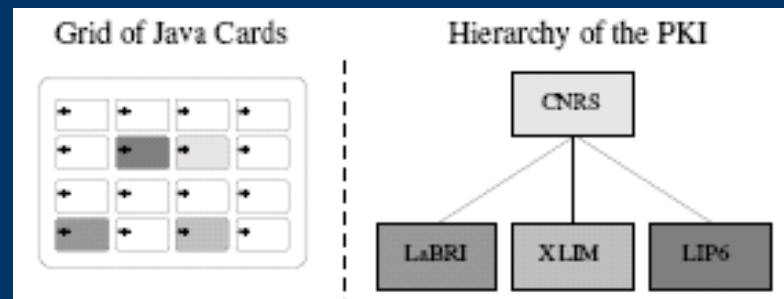 Grid of Java Cards
Hierarchy of the PKI
CNRS
LaBRI
XLIM
LIP6